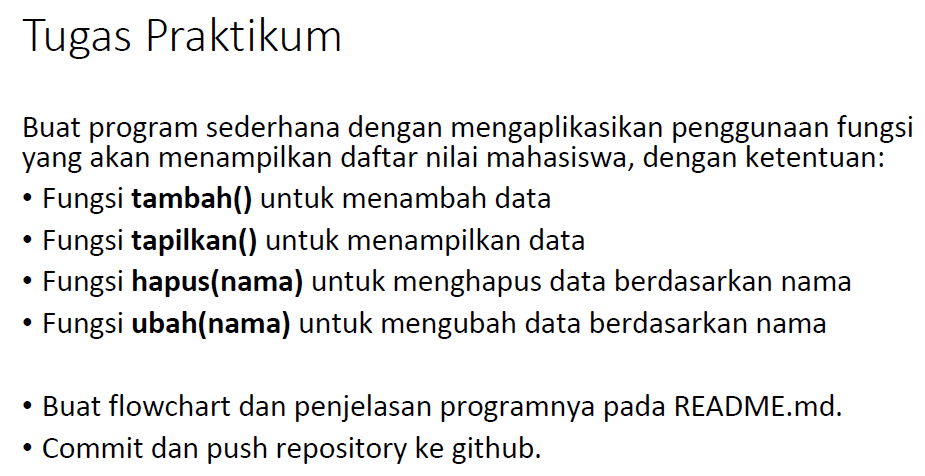 Tugas Praktikum
Buat program sederhana dengan mengaplikasikan penggunaan fungsi
yang akan menampilkan daftar nilai mahasiswa, dengan ketentuan:
• Fungsi tambah() untuk menambah data
• Fungsi tapilkan() untuk menampilkan data
• Fungsi hapus(nama) untuk menghapus data berdasarkan nama
• Fungsi ubah(nama) untuk mengubah data berdasarkan nama
• Buat flowchart dan penjelasan programnya pada README.md.
• Commit dan push repository ke github.